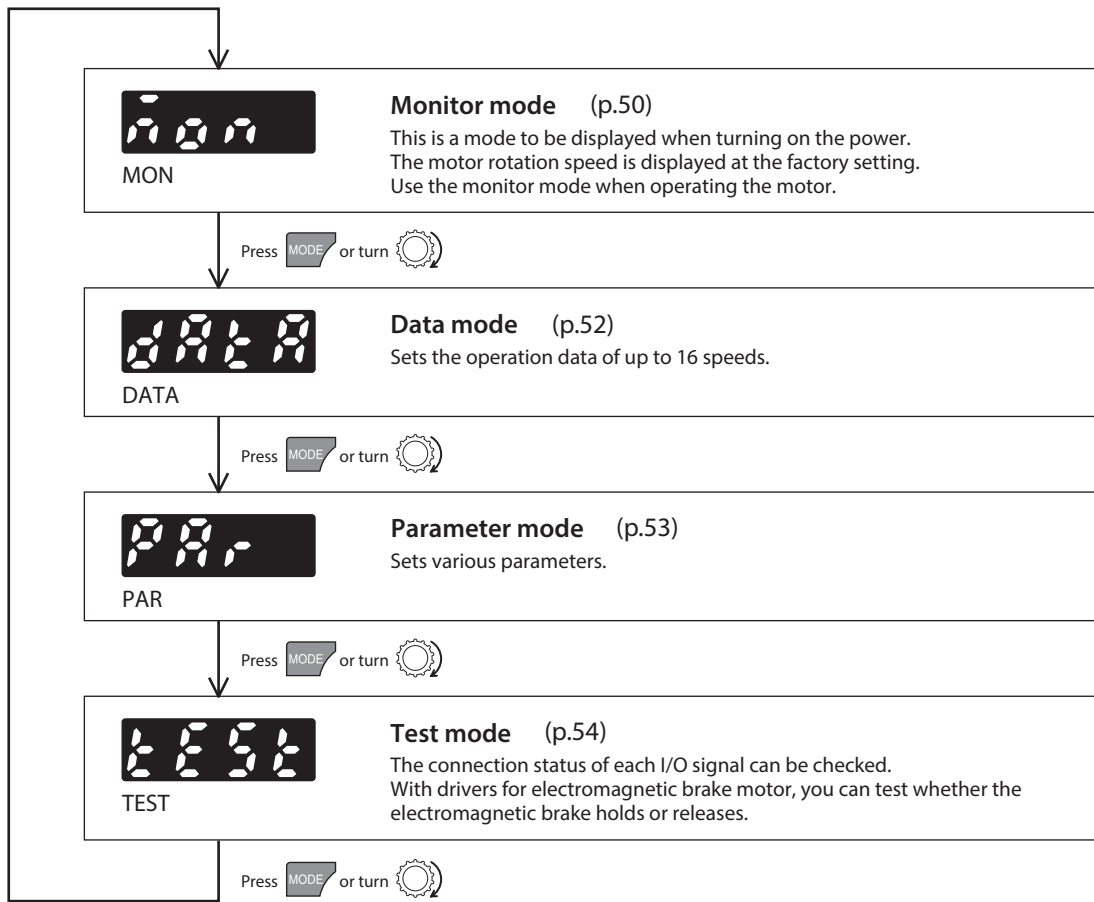 mon
MON
Monitor mode (p.50)
This is a mode to be displayed when turning on the power.
The motor rotation speed is displayed at the factory setting.
Use the monitor mode when operating the motor.
Press MODE or turn
dAtA
DATA
Data mode (p.52)
Sets the operation data of up to 16 speeds.
Press MODE or turn
PAr
PAR
Parameter mode (p.53)
Sets various parameters.
Press MODE or turn
tESt
TEST
Test mode (p.54)
The connection status of each I/O signal can be checked.
With drivers for electromagnetic brake motor, you can test whether the
electromagnetic brake holds or releases.
Press MODE or turn